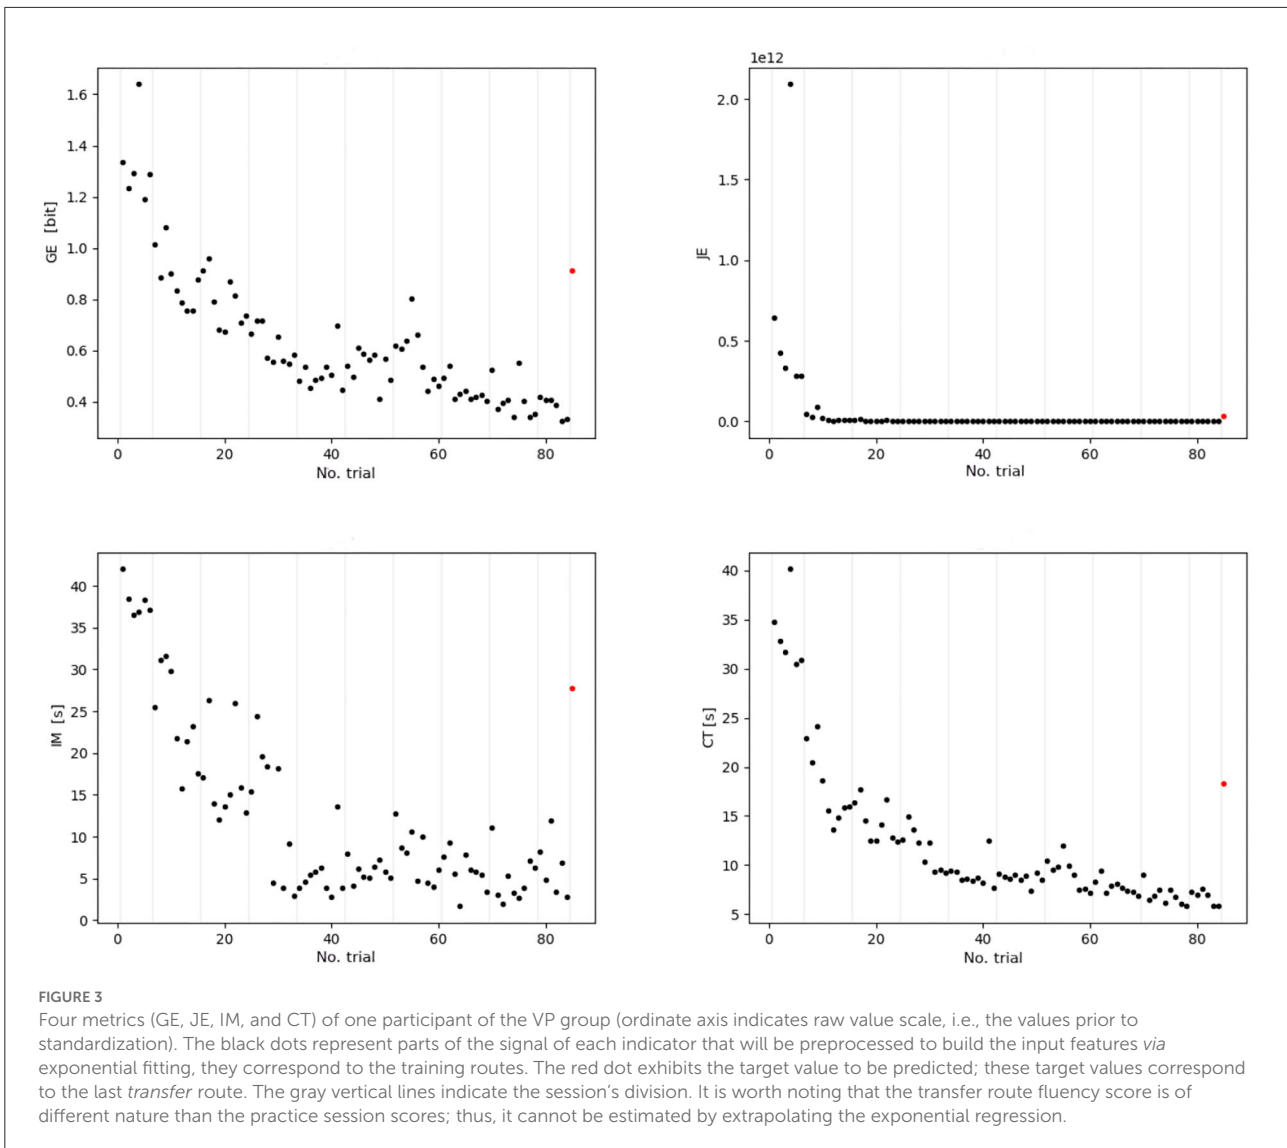 1.6
1.4
1.2
1.0
0.8
0.6
0.4
GE [bit]
0 20 40 60 80
No. trial
1e12
2.0
1.5
1.0
0.5
0.0
JE
0 20 40 60 80
No. trial
40
35
30
25
20
15
10
5
0
IM [s]
0 20 40 60 80
No. trial
40
35
30
25
20
15
10
5
CT [s]
0 20 40 60 80
No. trial
FIGURE 3
Four metrics (GE, JE, IM, and CT) of one participant of the VP group (ordinate axis indicates raw value scale, i.e., the values prior to
standardization). The black dots represent parts of the signal of each indicator that will be preprocessed to build the input features via
exponential fitting, they correspond to the training routes. The red dot exhibits the target value to be predicted; these target values correspond
to the last transfer route. The gray vertical lines indicate the session's division. It is worth noting that the transfer route fluency score is of
different nature than the practice session scores; thus, it cannot be estimated by extrapolating the exponential regression.